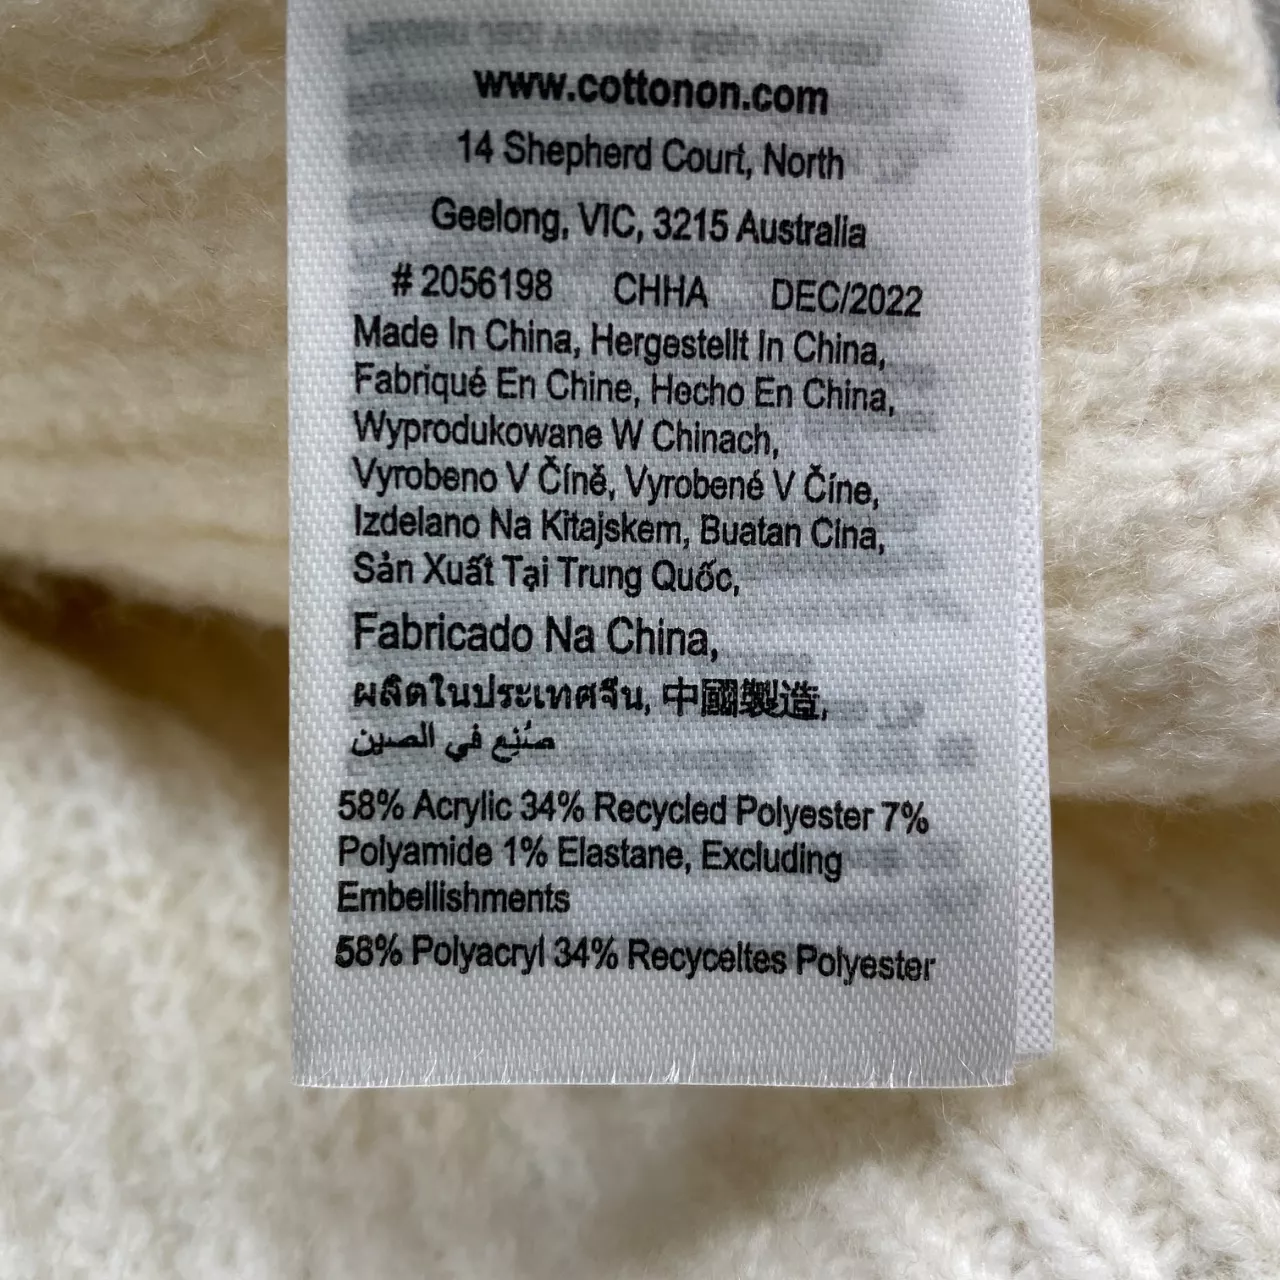 www.cottonon.com
14 Shepherd Court, North
Geelong, VIC, 3215 Australia
# 2056198 CHHA DEC/2022
Made In China, Hergestellt In China,
Fabriqué En Chine, Hecho En China,
Wyprodukowane W Chinach,
Vyrobeno V Číně, Vyrobené V Číne,
Izdelano Na Kitajskem, Buatan Cina,
Sản Xuất Tại Trung Quốc,
Fabricado Na China,
ผลิตในประเทศจีน, 中國製造,
صُنِع في الصين
58% Acrylic 34% Recycled Polyester 7%
Polyamide 1% Elastane, Excluding
Embellishments
58% Polyacryl 34% Recyceltes Polyester